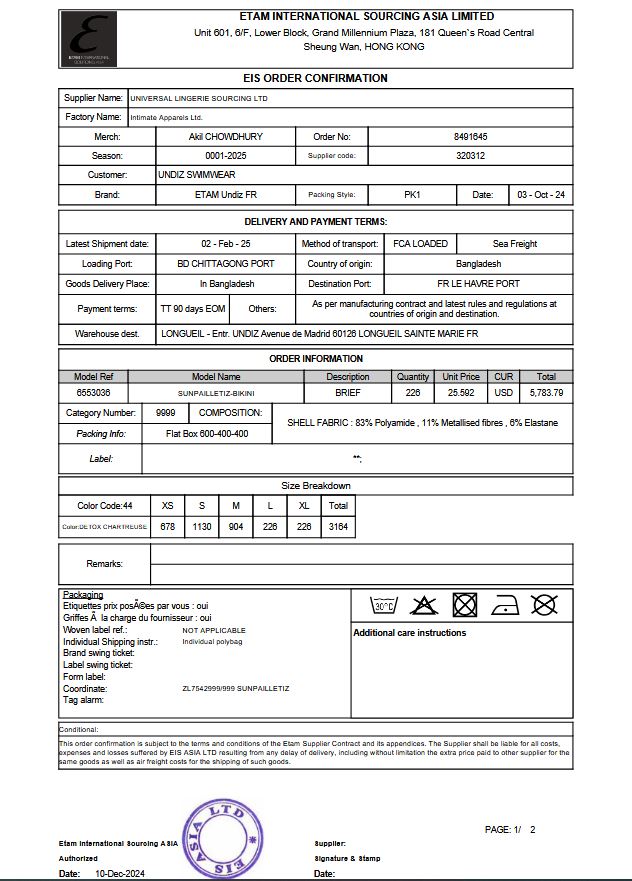 ETAM INTERNATIONAL SOURCING ASIA LIMITED
Unit 601, 6/F, Lower Block, Grand Millennium Plaza, 181 Queen`s Road Central
Sheung Wan, HONG KONG
EIS ORDER CONFIRMATION
Supplier Name: UNIVERSAL LINGERIE SOURCING LTD
Factory Name: Intimate Apparels Ltd.
Merch: Akil CHOWDHURY Order No: 8491645
Season: 0001-2025 Supplier code: 320312
Customer: UNDIZ SWIMWEAR
Brand: ETAM Undiz FR Packing Style: PK1 Date: 03 - Oct - 24
DELIVERY AND PAYMENT TERMS:
Latest Shipment date: 02 - Feb - 25 Method of transport: FCA LOADED Sea Freight
Loading Port: BD CHITTAGONG PORT Country of origin: Bangladesh
Goods Delivery Place: In Bangladesh Destination Port: FR LE HAVRE PORT
Payment terms: TT 90 days EOM Others: As per manufacturing contract and latest rules and regulations at
countries of origin and destination.
Warehouse dest. LONGUEIL - Entr. UNDIZ Avenue de Madrid 60126 LONGUEIL SAINTE MARIE FR
ORDER INFORMATION
Model Ref Model Name Description Quantity Unit Price CUR Total
6553036 SUNPAILLETIZ-BIKINI BRIEF 226 25.592 USD 5,783.79
Category Number: 9999 COMPOSITION: SHELL FABRIC : 83% Polyamide , 11% Metallised fibres , 6% Elastane
Packing Info: Flat Box 600-400-400
Label: **:
Size Breakdown
Color Code:44 XS S M L XL Total
Color:DETOX CHARTREUSE 678 1130 904 226 226 3164
Remarks:
Packaging
Etiquettes prix posÃ©es par vous : oui
Griffes Ã  la charge du fournisseur : oui
Woven label ref.: NOT APPLICABLE
Individual Shipping instr.: Individual polybag
Brand swing ticket:
Label swing ticket:
Form label:
Coordinate: ZL7542999/999 SUNPAILLETIZ
Tag alarm:
30°C
Additional care instructions
Conditional:
This order confirmation is subject to the terms and conditions of the Etam Supplier Contract and its appendices. The Supplier shall be liable for all costs,
expenses and losses suffered by EIS ASIA LTD resulting from any delay of delivery, including without limitation the extra price paid to other supplier for the
same goods as well as air freight costs for the shipping of such goods.
EIS ASIA LTD *
PAGE: 1/ 2
Etam International Sourcing ASIA Supplier:
Authorized Signature & Stamp
Date: 10-Dec-2024 Date: